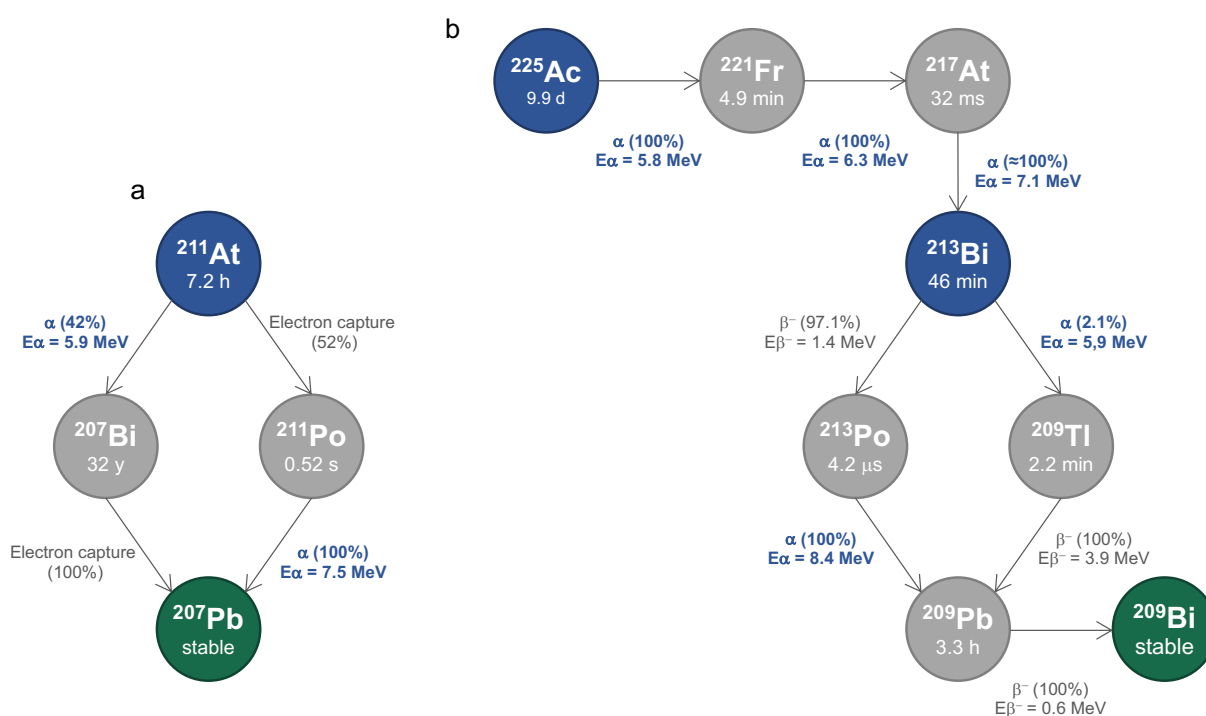 a
²¹¹At
7.2 h
α (42%)
Eα = 5.9 MeV
Electron capture
(52%)
²⁰⁷Bi
32 y
²¹¹Po
0.52 s
Electron capture
(100%)
α (100%)
Eα = 7.5 MeV
²⁰⁷Pb
stable
b
²²⁵Ac
9.9 d
α (100%)
Eα = 5.8 MeV
²²¹Fr
4.9 min
α (100%)
Eα = 6.3 MeV
²¹⁷At
32 ms
α (≈100%)
Eα = 7.1 MeV
²¹³Bi
46 min
β⁻ (97.1%)
Eβ⁻ = 1.4 MeV
α (2.1%)
Eα = 5,9 MeV
²¹³Po
4.2 μs
²⁰⁹Tl
2.2 min
α (100%)
Eα = 8.4 MeV
β⁻ (100%)
Eβ⁻ = 3.9 MeV
²⁰⁹Pb
3.3 h
β⁻ (100%)
Eβ⁻ = 0.6 MeV
²⁰⁹Bi
stable